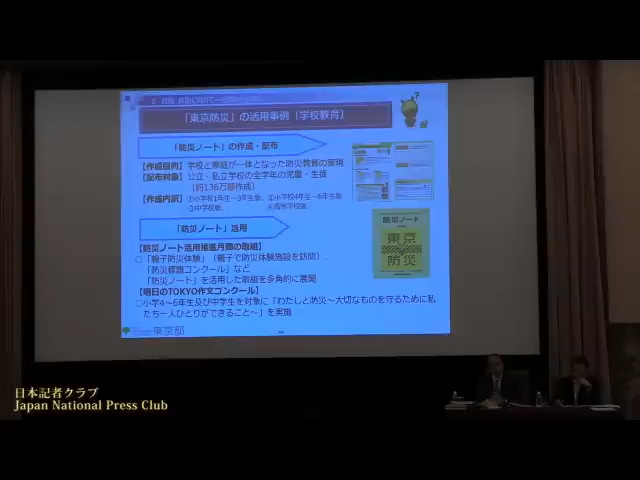 「東京防災」の活用事例(学校教育)
「防災ノート」の作成・配布
【作成目的】学校と家庭が一体となった防災教育の実現
【配布対象】公立・私立学校の全学年の児童・生徒
(約136万部作成)
【作成内訳】①小学校1年生~3年生版、②小学校4年生~6年生版
③中学校版、④高等学校版
「防災ノート」活用
【防災ノート活用推進月間の取組】
○「親子防災体験」(親子で防災体験施設を訪問)、
「防災標語コンクール」など
「防災ノート」を活用した取組を多角的に展開
【明日のTOKYO作文コンクール】
○小学4~6年生及び中学生を対象に「わたしと防災~大切なものを守るために私
たち一人ひとりができること~」を実施
防災ノート
東京
防災
東京都
日本記者クラブ
Japan National Press Club